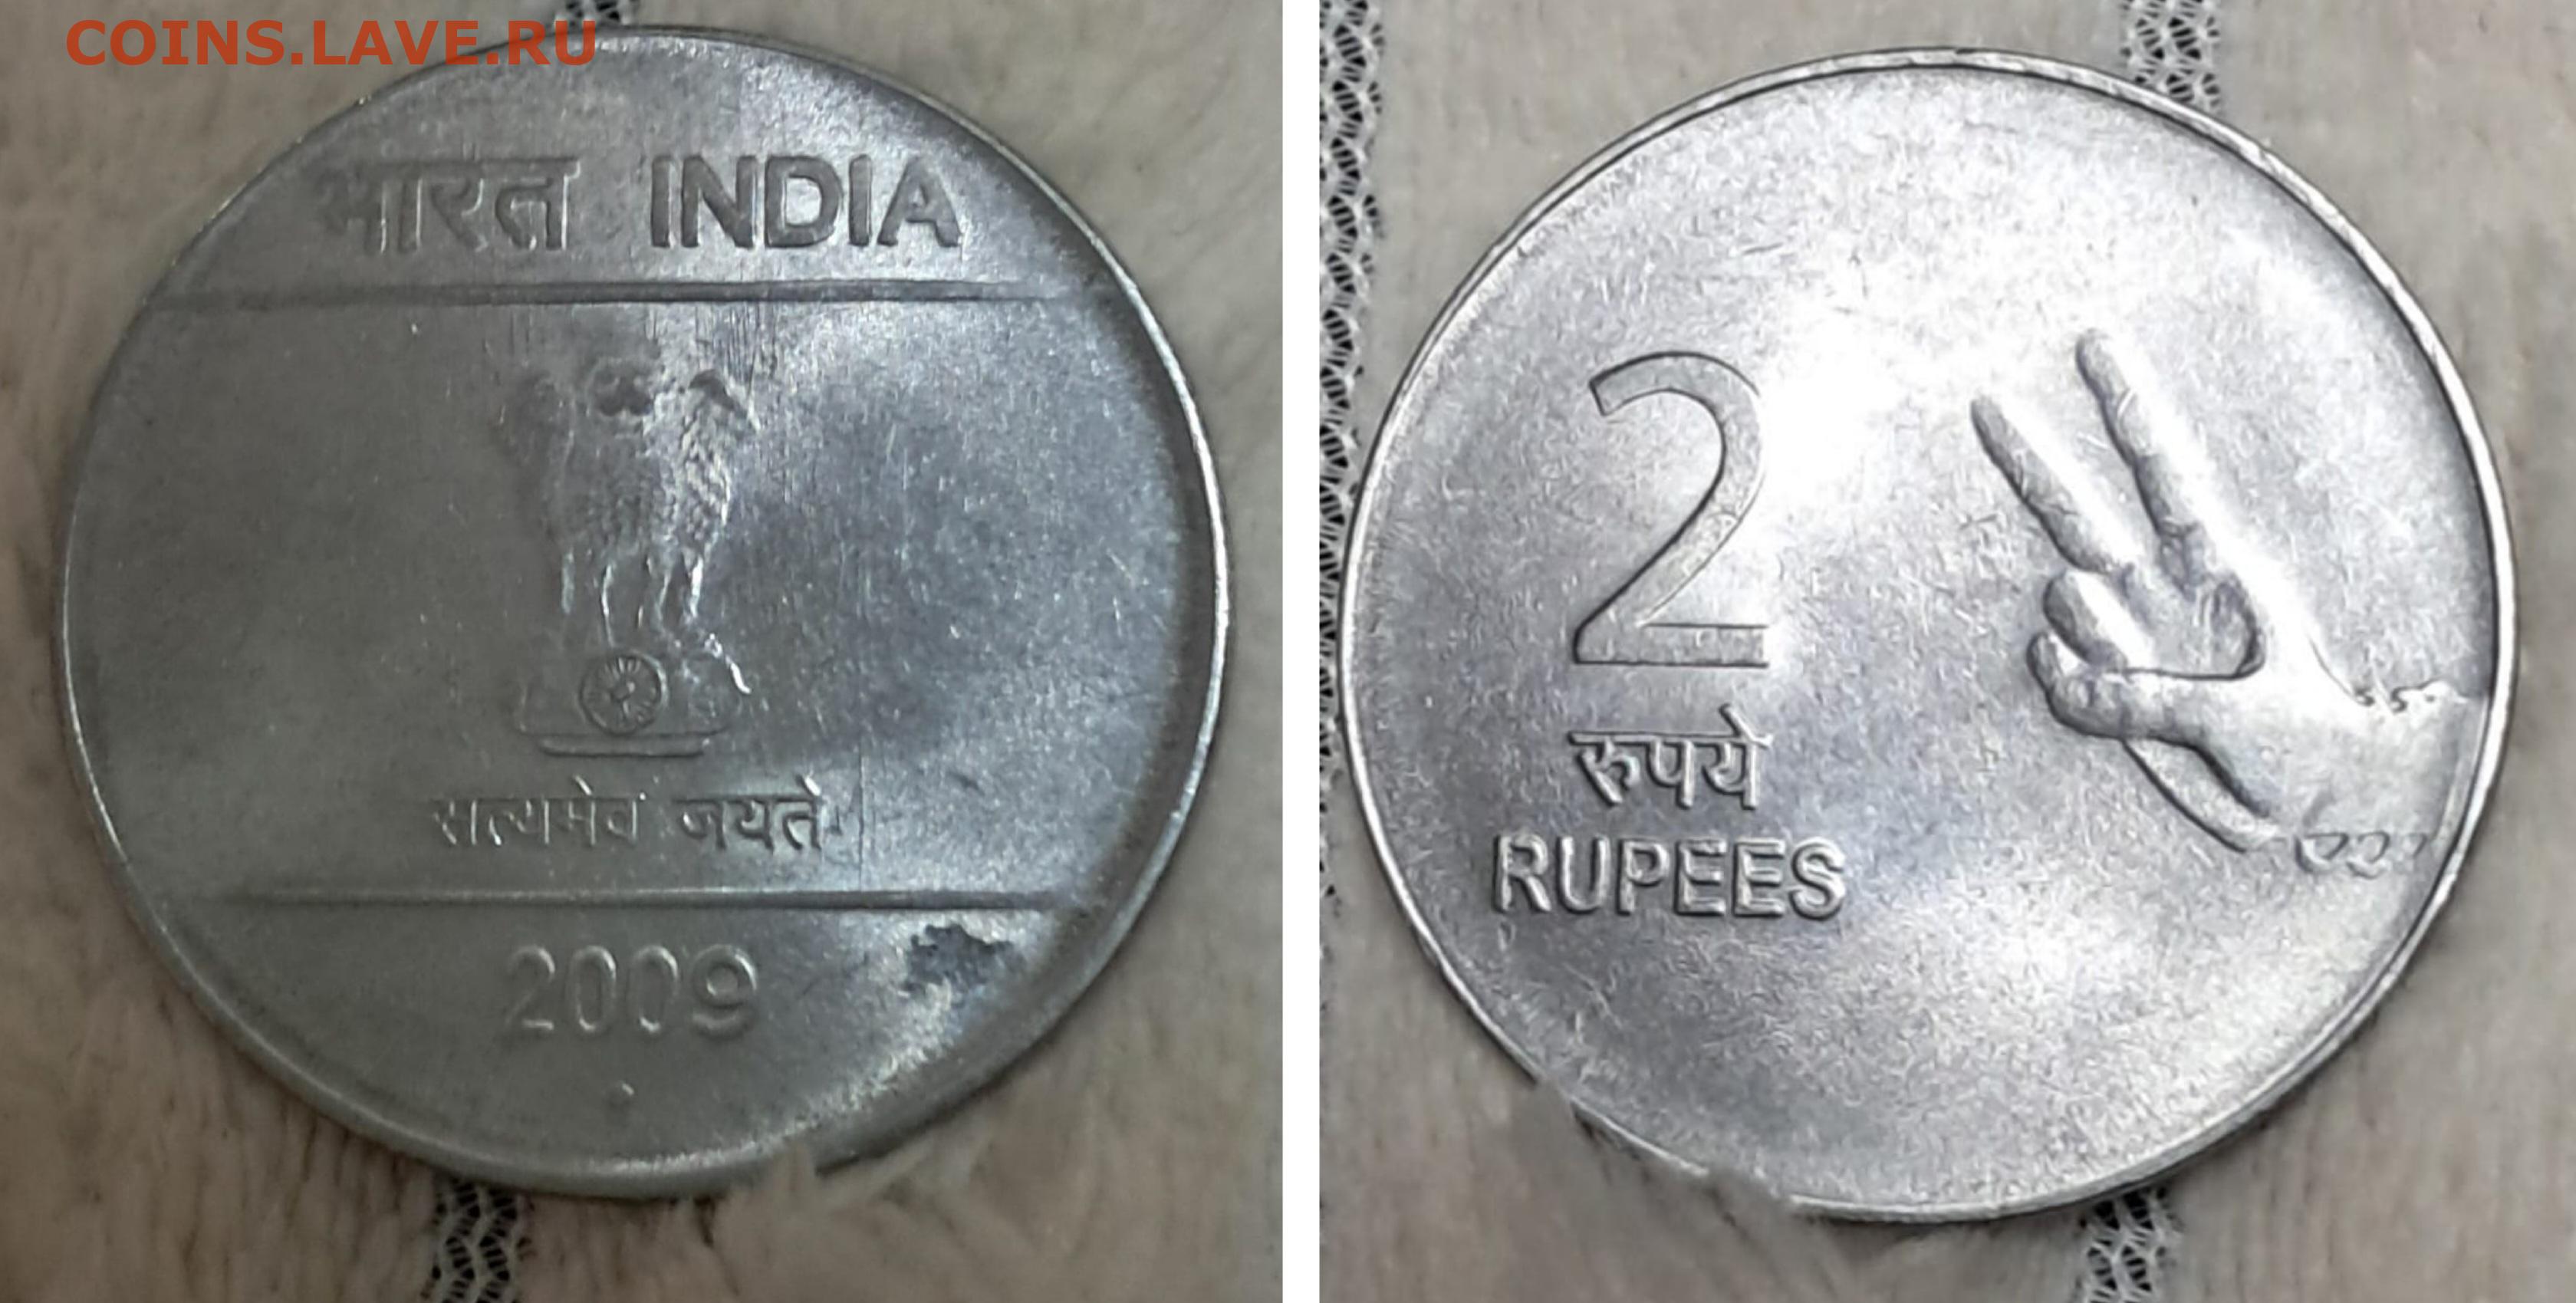 COINS.LAVE.RU
भारत INDIA
सत्यमेव जयते
2009
2
रुपये
RUPEES